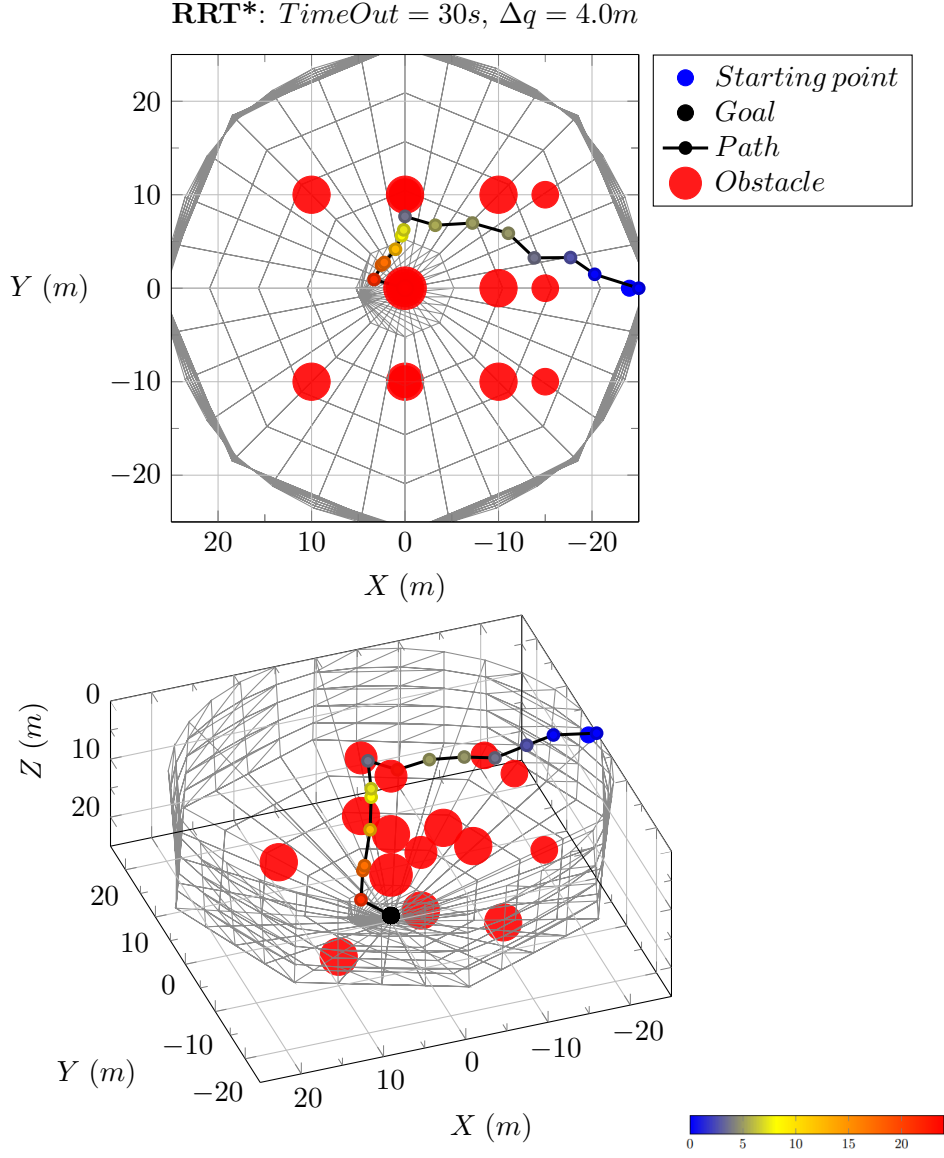 RRT*: TimeOut = 30s, Δq = 4.0m
Starting point
Goal
Path
Obstacle
20
10
0
−10
−20
Y (m)
20 10 0 −10 −20
X (m)
0
10
20
Z (m)
20
10
0
−10
−20
Y (m)
20 10 0 −10 −20
X (m)
0 5 10 15 20